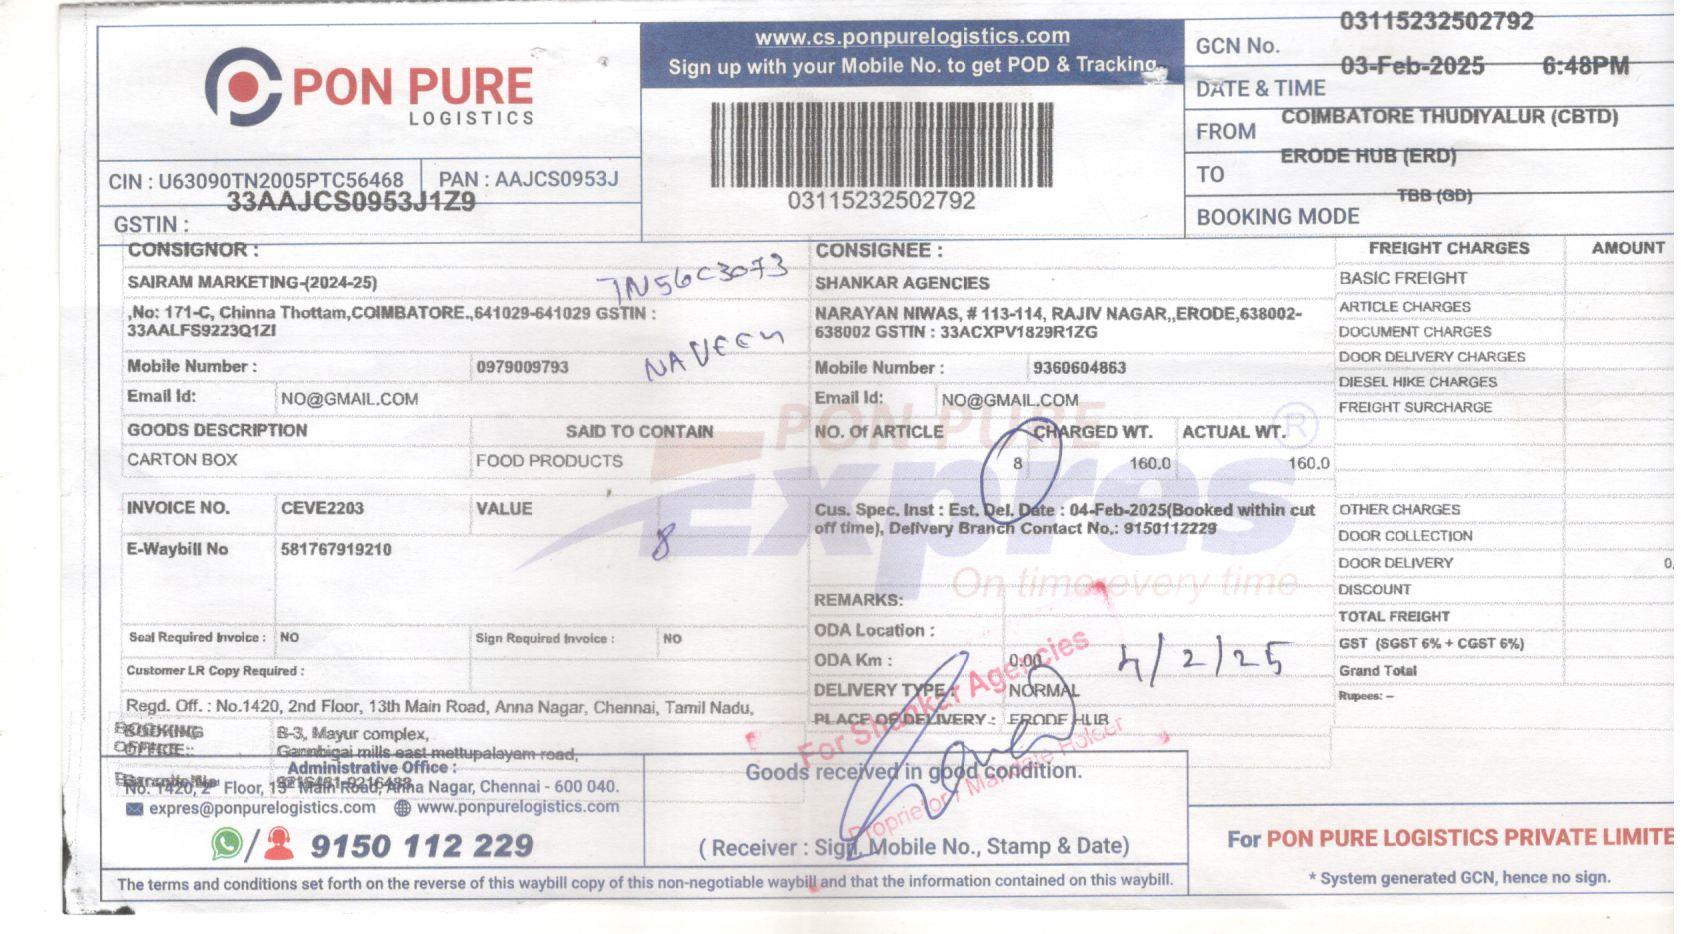 PON PURE
LOGISTICS
www.cs.ponpurelogistics.com
Sign up with your Mobile No. to get POD & Tracking
03115232502792
GCN No. 03115232502792
DATE & TIME 03-Feb-2025 6:48PM
FROM COIMBATORE THUDIYALUR (CBTD)
TO ERODE HUB (ERD)
BOOKING MODE TBB (GD)
CIN : U63090TN2005PTC56468 PAN : AAJCS0953J
GSTIN : 33AAJCS0953J1Z9
CONSIGNOR :
SAIRAM MARKETING-(2024-25)
,No: 171-C, Chinna Thottam,COIMBATORE.,641029-641029 GSTIN :
33AALFS9223Q1ZI
TN56C3073
NAVEEN
Mobile Number : 0979009793
Email Id: NO@GMAIL.COM
GOODS DESCRIPTION SAID TO CONTAIN
CARTON BOX FOOD PRODUCTS
INVOICE NO. CEVE2203 VALUE
E-Waybill No 581767919210
8
Seal Required Invoice : NO Sign Required Invoice : NO
Customer LR Copy Required :
Regd. Off. : No.1420, 2nd Floor, 13th Main Road, Anna Nagar, Chennai, Tamil Nadu,
BOOKING B-3, Mayur complex,
OFFICE: mills east mettupalayam road,
CONSIGNEE :
SHANKAR AGENCIES
NARAYAN NIWAS, # 113-114, RAJIV NAGAR,,ERODE,638002-
638002 GSTIN : 33ACXPV1829R1ZG
Mobile Number : 9360604863
Email Id: NO@GMAIL.COM
NO. Of ARTICLE CHARGED WT. ACTUAL WT.
8 160.0 160.0
Cus. Spec. Inst : Est. Del. Date : 04-Feb-2025(Booked within cut
off time), Delivery Branch Contact No.: 9150112229
PON PURE
Expres ®
On time every time
REMARKS:
ODA Location :
ODA Km : 0.00
DELIVERY TYPE : NORMAL
PLACE OF DELIVERY : ERODE HUB
4/2/25
For Shankar Agencies
Proprietor / Mandate Holder
FREIGHT CHARGES AMOUNT
BASIC FREIGHT
ARTICLE CHARGES
DOCUMENT CHARGES
DOOR DELIVERY CHARGES
DIESEL HIKE CHARGES
FREIGHT SURCHARGE
OTHER CHARGES
DOOR COLLECTION
DOOR DELIVERY 0.
DISCOUNT
TOTAL FREIGHT
GST (SGST 6% + CGST 6%)
Grand Total
Rupees: –
Administrative Office :
No. 1420, 2nd Floor, 13th Main Road, Anna Nagar, Chennai - 600 040.
expres@ponpurelogistics.com www.ponpurelogistics.com
/ 9150 112 229
Goods received in good condition.
( Receiver : Sign, Mobile No., Stamp & Date)
For PON PURE LOGISTICS PRIVATE LIMITE
* System generated GCN, hence no sign.
The terms and conditions set forth on the reverse of this waybill copy of this non-negotiable waybill and that the information contained on this waybill.